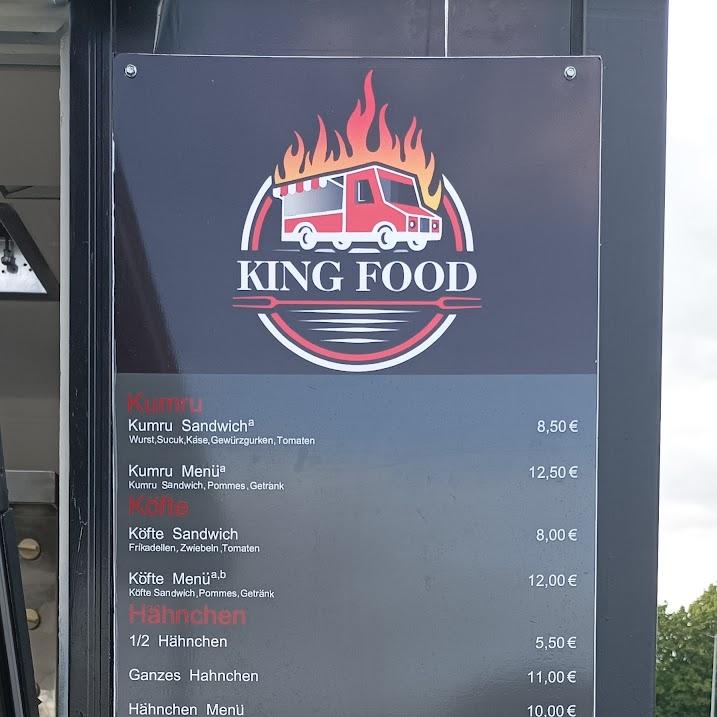 KING FOOD
Kumru
Kumru Sandwichᵃ 8,50 €
Wurst,Sucuk,Käse,Gewürzgurken,Tomaten
Kumru Menüᵃ 12,50 €
Kumru Sandwich,Pommes,Getränk
Köfte
Köfte Sandwich 8,00 €
Frikadellen,Zwiebeln,Tomaten
Köfte Menüᵃ,ᵇ 12,00 €
Köfte Sandwich,Pommes,Getränk
Hähnchen
1/2 Hähnchen 5,50 €
Ganzes Hahnchen 11,00 €
Hähnchen Menü 10,00 €